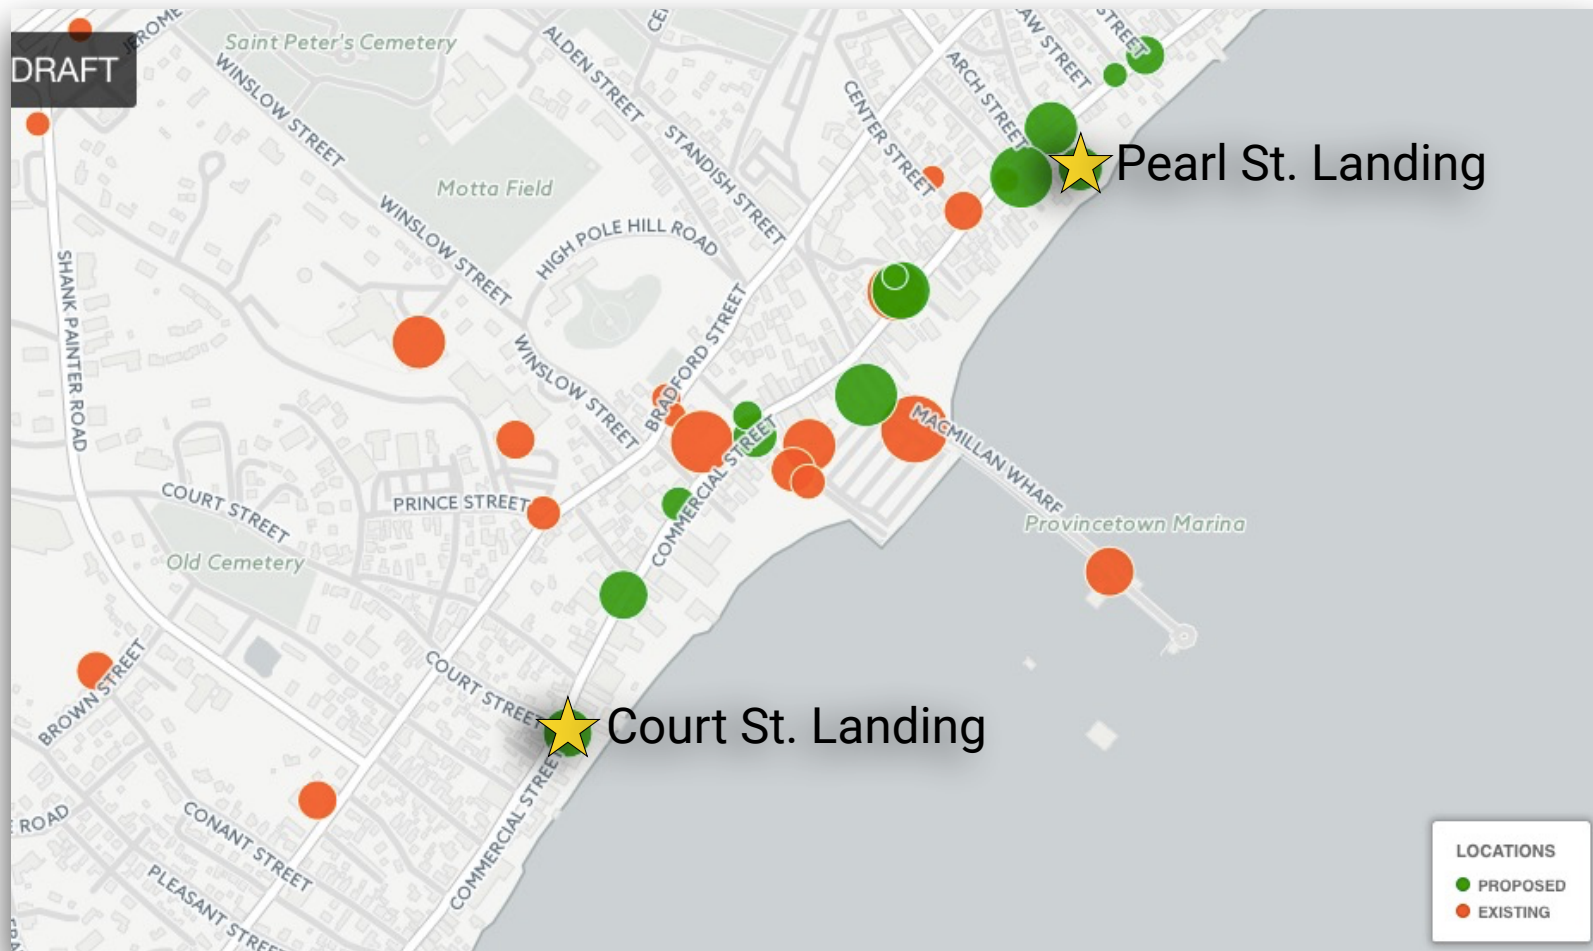 JEROME
DRAFT
Saint Peter's Cemetery
WINSLOW STREET
ALDEN STREET
STANDISH STREET
CENTER STREET
ARCH STREET
STREET
Pearl St. Landing
Motta Field
WINSLOW STREET
HIGH POLE HILL ROAD
SHANK PAINTER ROAD
BRADFORD STREET
WINSLOW STREET
MACMILLAN WHARF
COMMERCIAL STREET
COURT STREET
PRINCE STREET
Provincetown Marina
Old Cemetery
COURT STREET
Court St. Landing
BROWN STREET
COMMERCIAL STREET
ROAD
CONANT STREET
PLEASANT STREET
LOCATIONS
PROPOSED
EXISTING